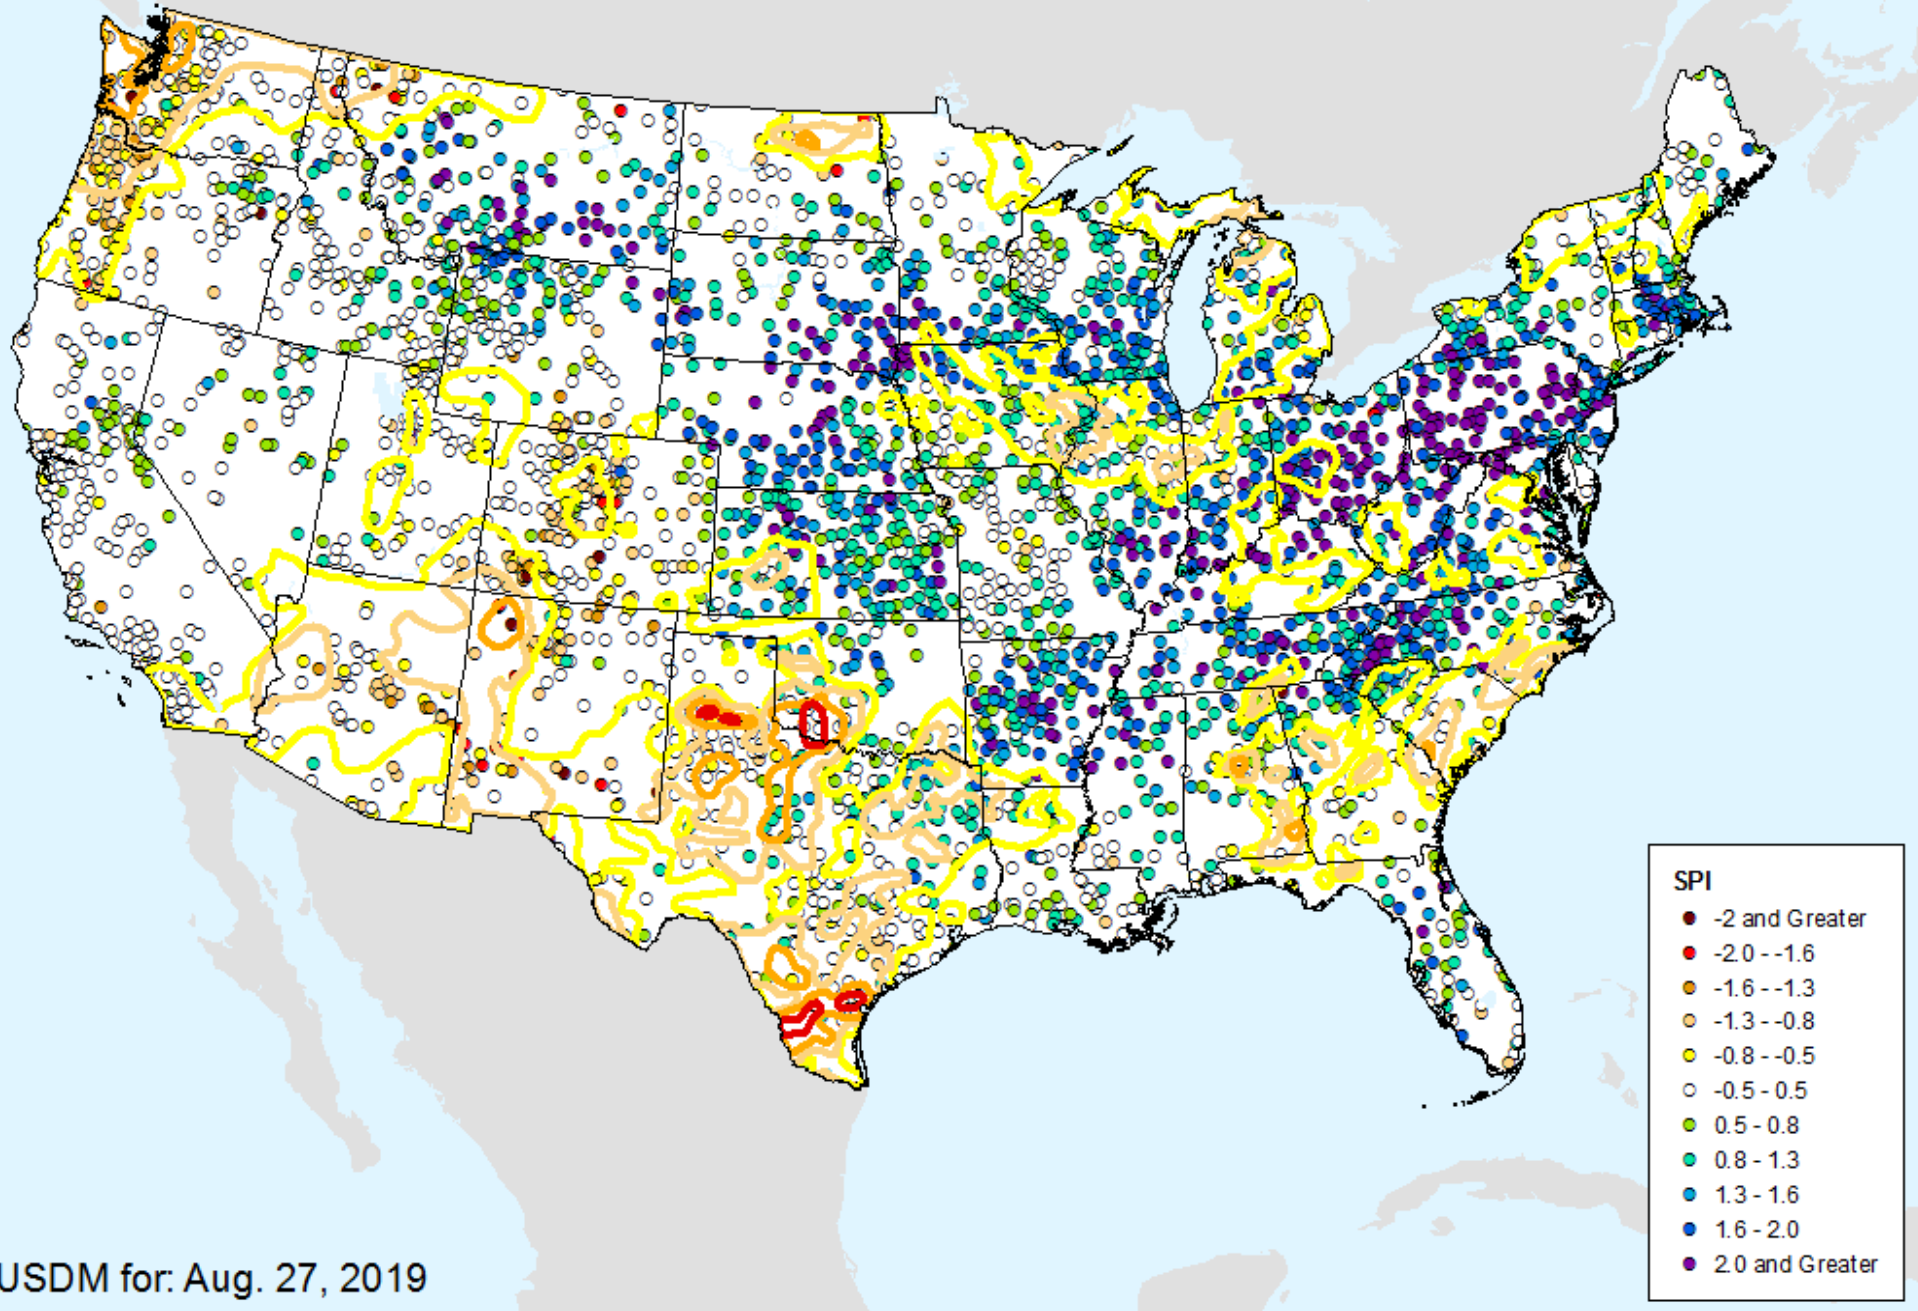 SPI
-2 and Greater
-2.0 - -1.6
-1.6 - -1.3
-1.3 - -0.8
-0.8 - -0.5
-0.5 - 0.5
0.5 - 0.8
0.8 - 1.3
1.3 - 1.6
1.6 - 2.0
2.0 and Greater
USDM for: Aug. 27, 2019